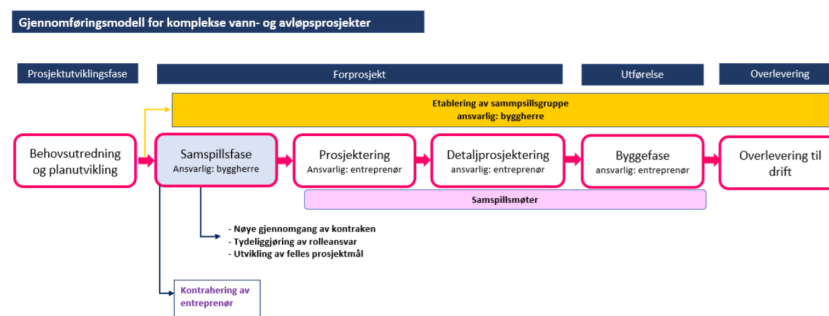 Gjennomføringsmodell for komplekse vann- og avløpsprosjekter
Prosjektutviklingsfase
Forprosjekt
Utførelse
Overlevering
Etablering av sammpsillsgruppe
ansvarlig: byggherre
Behovsutredning
og planutvikling
Samspillsfase
Ansvarlig: byggherre
Prosjektering
Ansvarlig: entreprenør
Detaljprosjektering
ansvarlig: entreprenør
Byggefase
ansvarlig: entreprenør
Overlevering til
drift
Samspillsmøter
- Nøye gjennomgang av kontraken
- Tydeliggjøring av rolleansvar
- Utvikling av felles prosjektmål
Kontrahering av
entreprenør